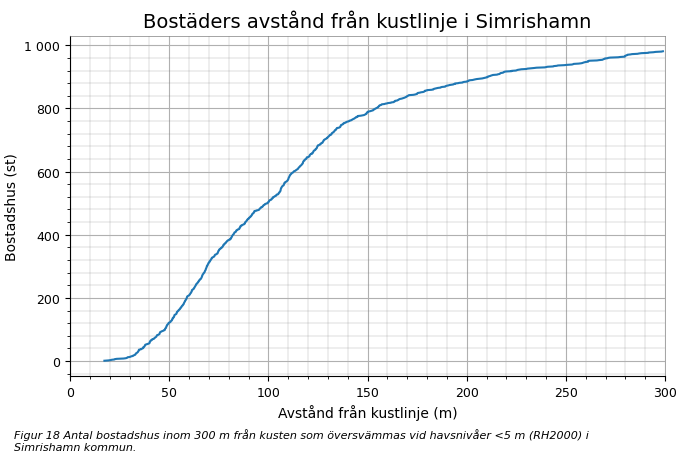 Bostäders avstånd från kustlinje i Simrishamn
Bostadshus (st)
1 000
800
600
400
200
0
0 50 100 150 200 250 300
Avstånd från kustlinje (m)
Figur 18 Antal bostadshus inom 300 m från kusten som översvämmas vid havsnivåer <5 m (RH2000) i
Simrishamn kommun.